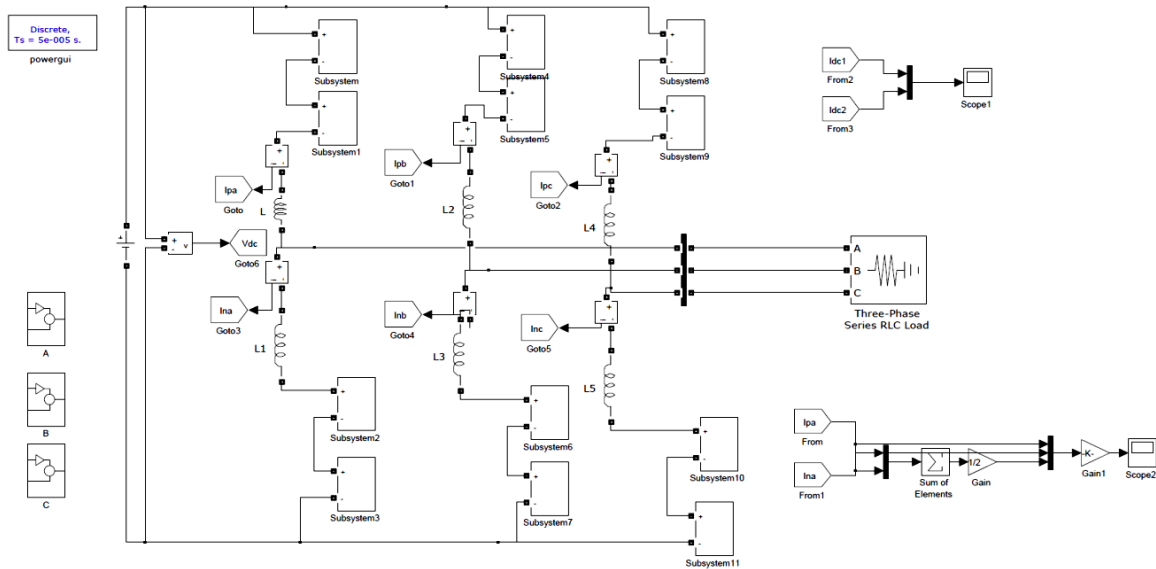 Discrete,
Ts = 5e-005 s.
powergui
+
-
Subsystem
+
-
Subsystem1
+
-
Subsystem4
+
-
Subsystem5
+
-
Subsystem8
+
-
Subsystem9
Idc1
From2
Idc2
From3
Scope1
Ipa
Goto
L
Ipb
Goto1
L2
Ipc
Goto2
L4
+
+
-
v
Vdc
Goto6
Ina
Goto3
L1
Inb
Goto4
L3
Inc
Goto5
L5
A
B
C
Three-Phase
Series RLC Load
A
B
C
+
-
Subsystem2
+
-
Subsystem3
+
-
Subsystem6
+
-
Subsystem7
+
-
Subsystem10
+
-
Subsystem11
Ipa
From
Ina
From1
Σ
Sum of
Elements
1/2
Gain
-K-
Gain1
Scope2